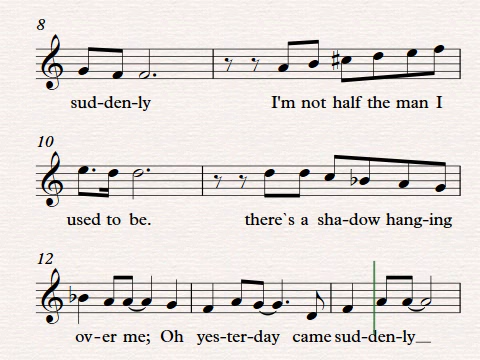 8
sud-den-ly I'm not half the man I
10
used to be. there`s a sha-dow hang-ing
12
ov-er me; Oh yes-ter-day came sud-den-ly__